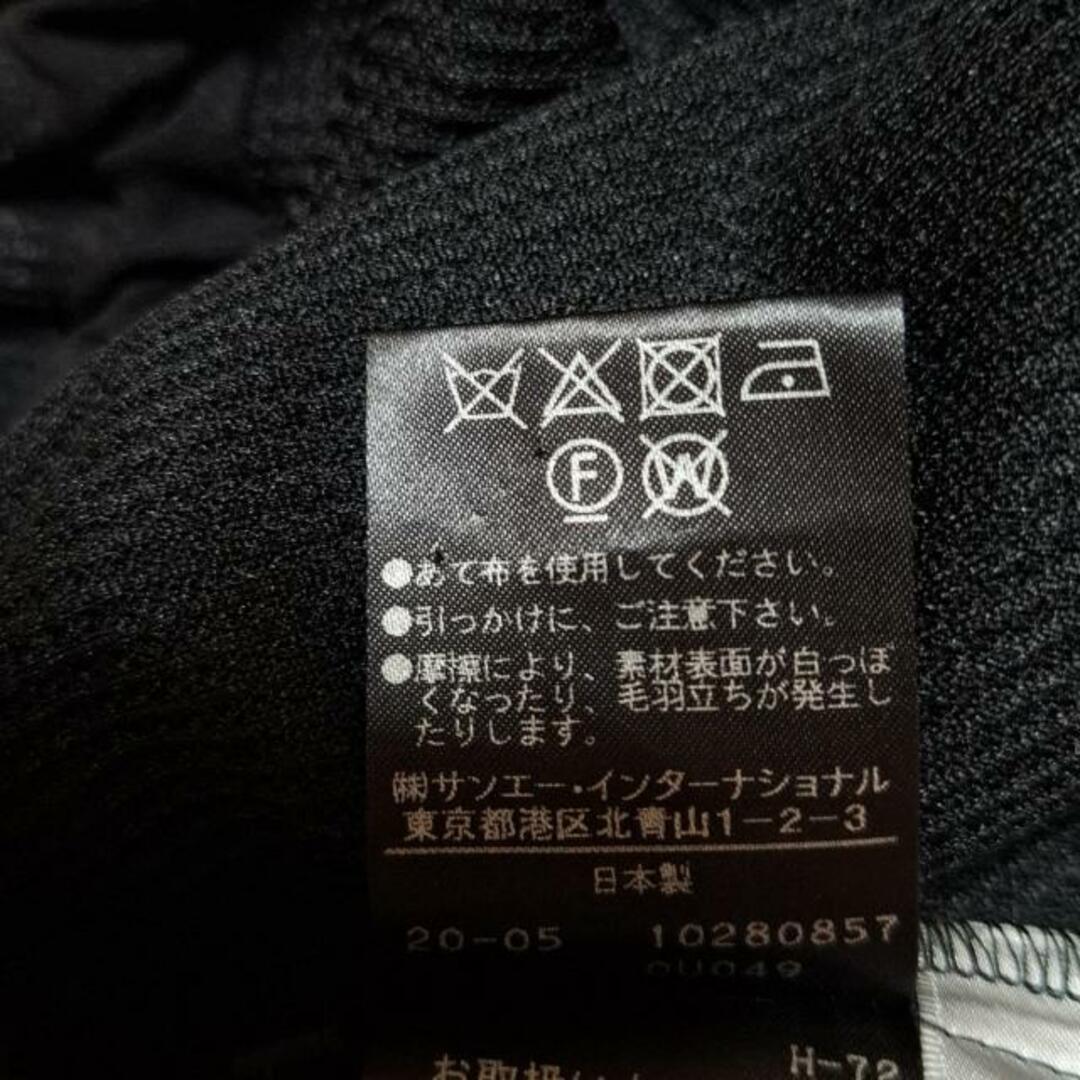 F W
●あて布を使用してください。
●引っかけに、ご注意下さい。
●摩擦により、素材表面が白っぽ
くなったり、毛羽立ちが発生し
たりします。
㈱サンエー・インターナショナル
東京都港区北青山1-2-3
日本製
20-05 10280857
0U049
お取扱い
H-72